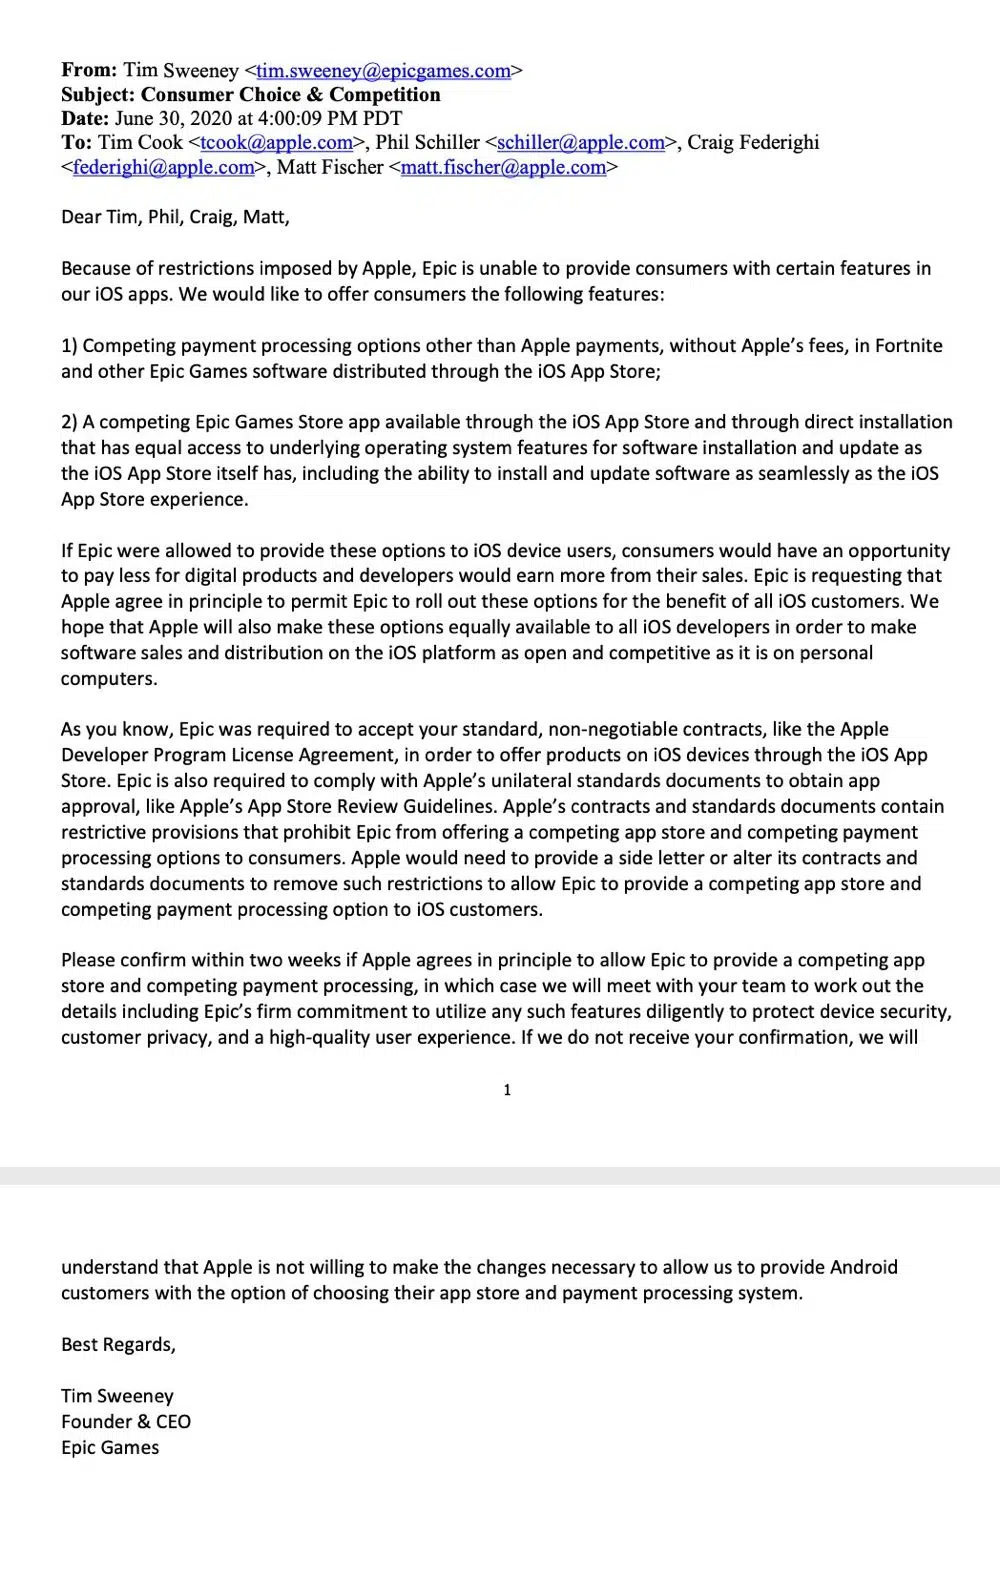 From: Tim Sweeney <tim.sweeney@epicgames.com>
Subject: Consumer Choice & Competition
Date: June 30, 2020 at 4:00:09 PM PDT
To: Tim Cook <tcook@apple.com>, Phil Schiller <schiller@apple.com>, Craig Federighi
<federighi@apple.com>, Matt Fischer <matt.fischer@apple.com>
Dear Tim, Phil, Craig, Matt,
Because of restrictions imposed by Apple, Epic is unable to provide consumers with certain features in
our iOS apps. We would like to offer consumers the following features:
1) Competing payment processing options other than Apple payments, without Apple’s fees, in Fortnite
and other Epic Games software distributed through the iOS App Store;
2) A competing Epic Games Store app available through the iOS App Store and through direct installation
that has equal access to underlying operating system features for software installation and update as
the iOS App Store itself has, including the ability to install and update software as seamlessly as the iOS
App Store experience.
If Epic were allowed to provide these options to iOS device users, consumers would have an opportunity
to pay less for digital products and developers would earn more from their sales. Epic is requesting that
Apple agree in principle to permit Epic to roll out these options for the benefit of all iOS customers. We
hope that Apple will also make these options equally available to all iOS developers in order to make
software sales and distribution on the iOS platform as open and competitive as it is on personal
computers.
As you know, Epic was required to accept your standard, non-negotiable contracts, like the Apple
Developer Program License Agreement, in order to offer products on iOS devices through the iOS App
Store. Epic is also required to comply with Apple’s unilateral standards documents to obtain app
approval, like Apple’s App Store Review Guidelines. Apple’s contracts and standards documents contain
restrictive provisions that prohibit Epic from offering a competing app store and competing payment
processing options to consumers. Apple would need to provide a side letter or alter its contracts and
standards documents to remove such restrictions to allow Epic to provide a competing app store and
competing payment processing option to iOS customers.
Please confirm within two weeks if Apple agrees in principle to allow Epic to provide a competing app
store and competing payment processing, in which case we will meet with your team to work out the
details including Epic’s firm commitment to utilize any such features diligently to protect device security,
customer privacy, and a high-quality user experience. If we do not receive your confirmation, we will
1
understand that Apple is not willing to make the changes necessary to allow us to provide Android
customers with the option of choosing their app store and payment processing system.
Best Regards,
Tim Sweeney
Founder & CEO
Epic Games